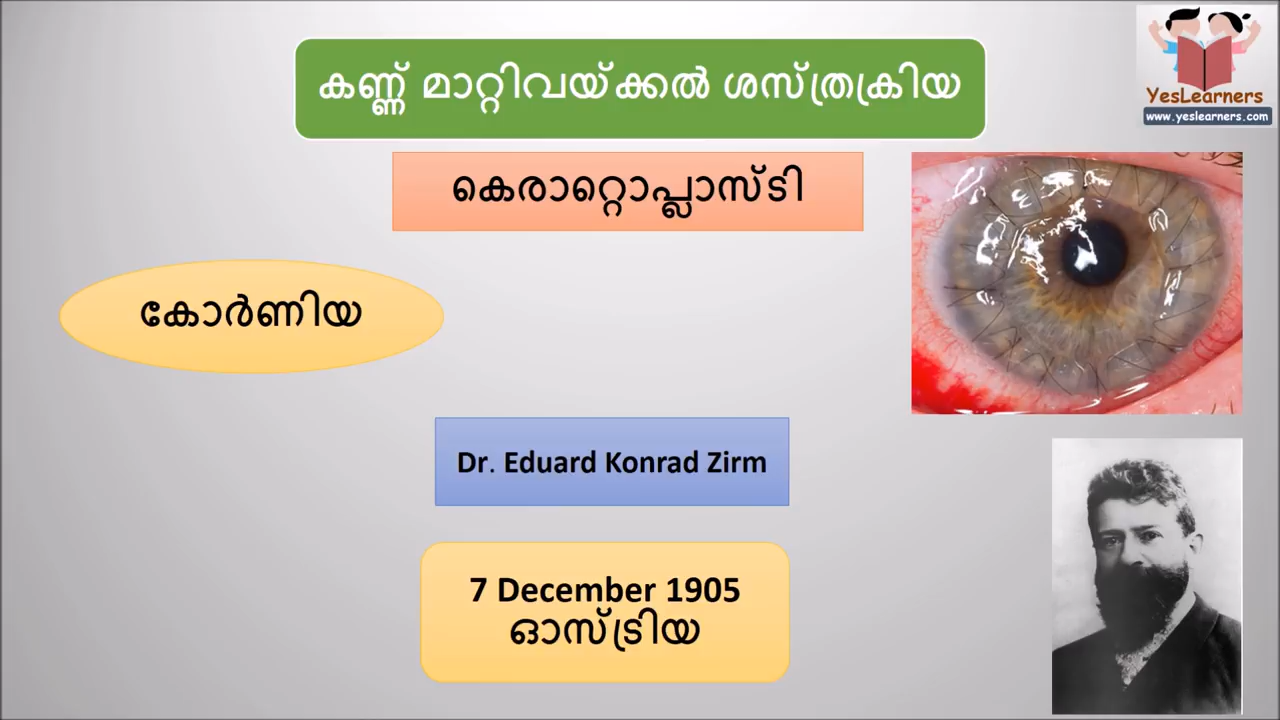 കണ്ണ് മാറ്റിവയ്ക്കൽ ശസ്ത്രക്രിയ
YesLearners
www.yeslearners.com
കെരാറ്റൊപ്ലാസ്ടി
കോർണിയ
Dr. Eduard Konrad Zirm
7 December 1905
ഓസ്ട്രിയ